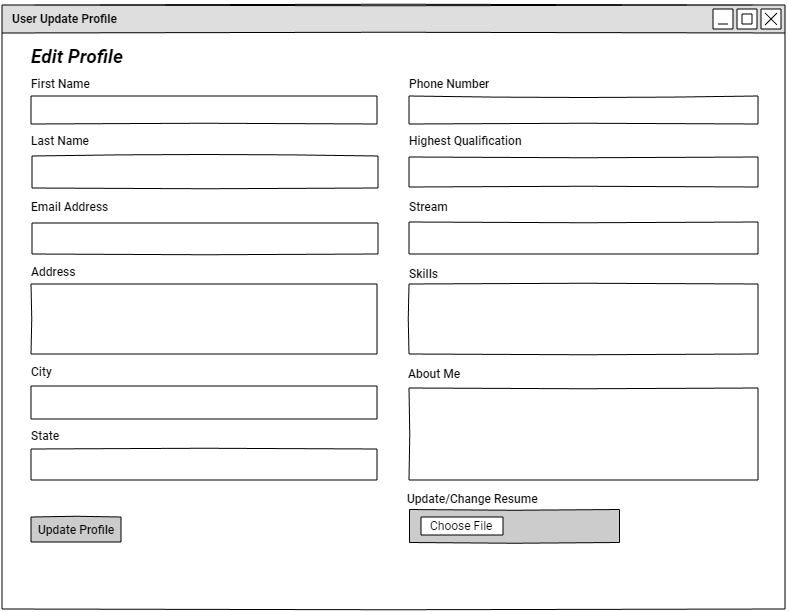 User Update Profile
Edit Profile
First Name
Last Name
Email Address
Address
City
State
Update Profile
Phone Number
Highest Qualification
Stream
Skills
About Me
Update/Change Resume
Choose File